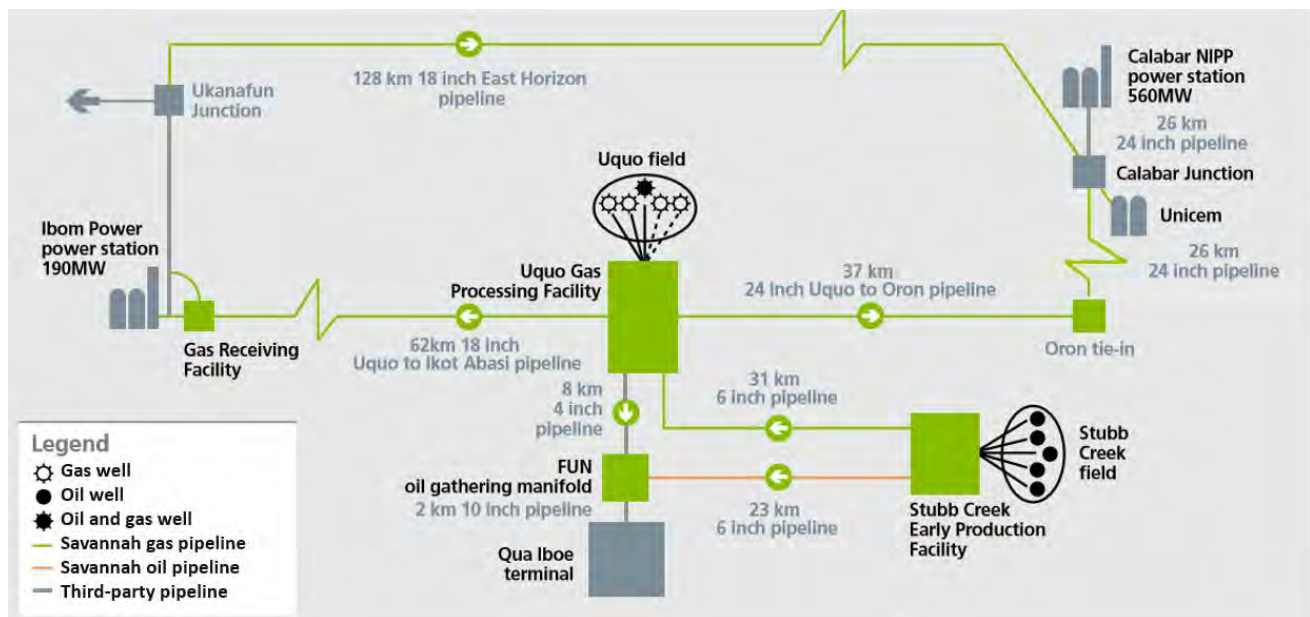 128 km 18 inch East Horizon
pipeline
Ukanafun
Junction
Calabar NIPP
power station
560MW
26 km
24 inch pipeline
Calabar Junction
Unicem
26 km
24 inch pipeline
Uquo field
Ibom Power
power station
190MW
Uquo Gas
Processing Facility
37 km
24 inch Uquo to Oron pipeline
Gas Receiving
Facility
62km 18 inch
Uquo to Ikot Abasi pipeline
Oron tie-in
8 km
4 inch
pipeline
31 km
6 inch pipeline
Stubb
Creek
field
FUN
oil gathering manifold
2 km 10 inch pipeline
23 km
6 inch pipeline
Stubb Creek
Early Production
Facility
Qua Iboe
terminal
Legend
Gas well
Oil well
Oil and gas well
Savannah gas pipeline
Savannah oil pipeline
Third-party pipeline